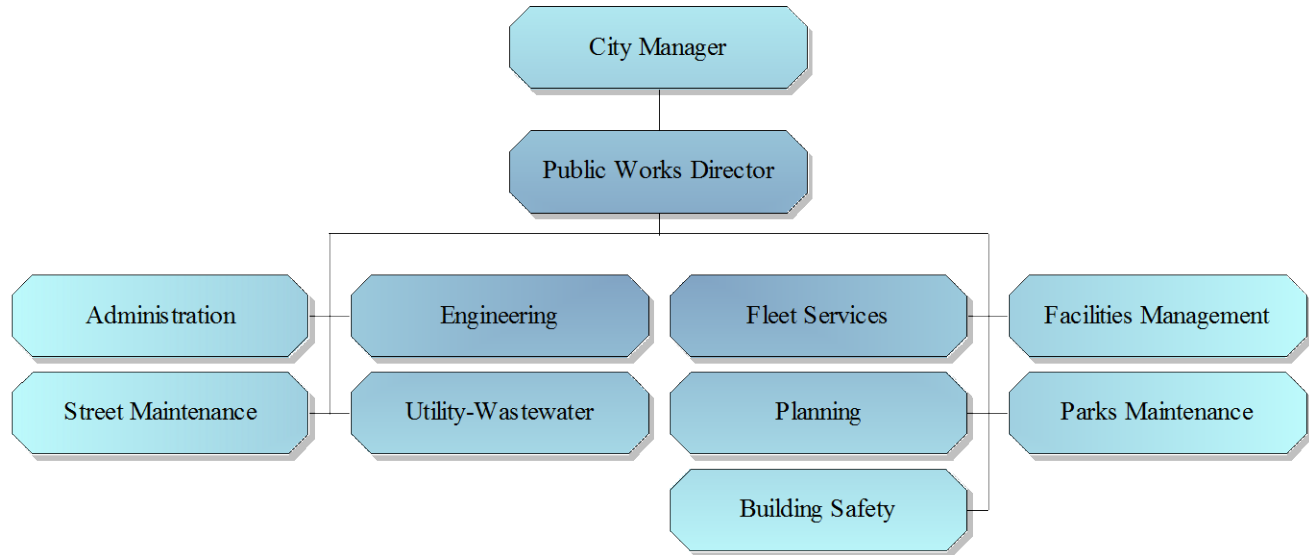 City Manager
Public Works Director
Administration
Engineering
Fleet Services
Facilities Management
Street Maintenance
Utility-Wastewater
Planning
Parks Maintenance
Building Safety